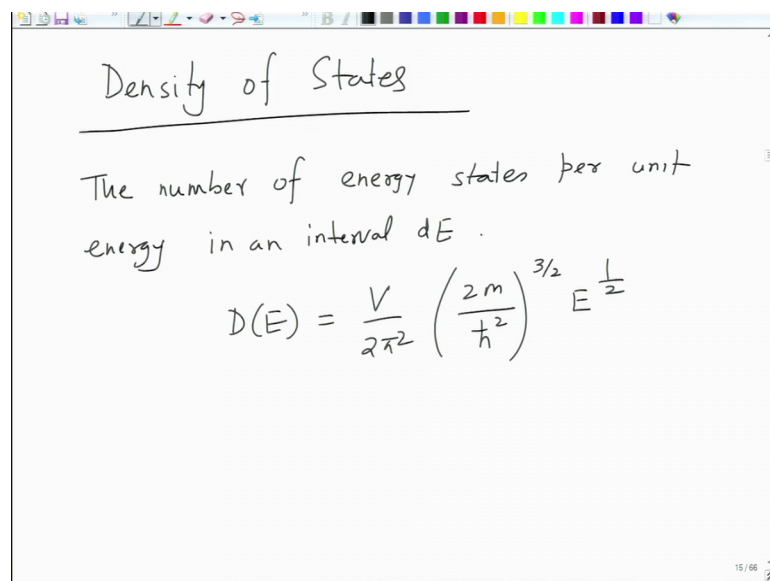 Density of States
The number of energy states per unit
energy in an interval dE .
D(E) = V/2π² (2m/ħ²)^3/2 E^1/2
15 / 66